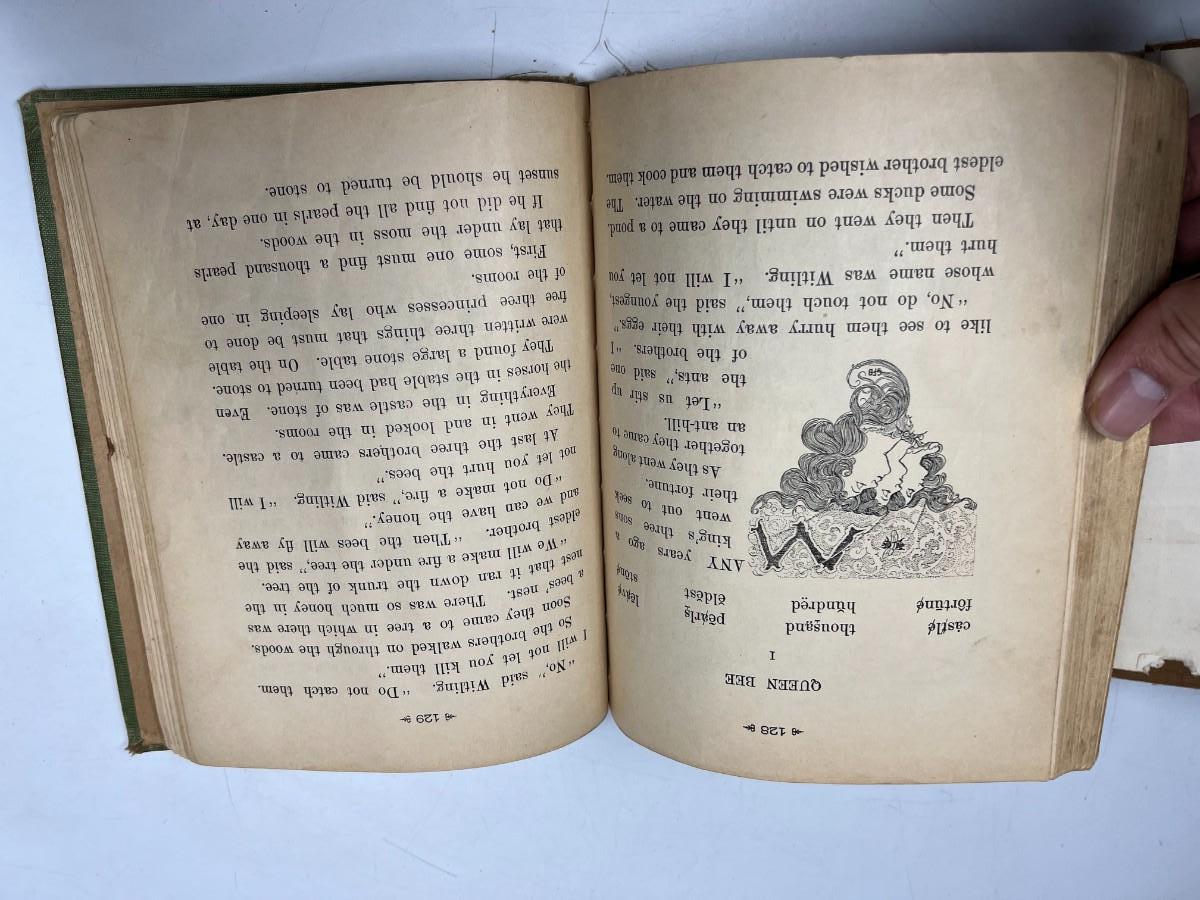 128
QUEEN BEE
I
căs̸tle̸ thouşand pẽa̸rlş lēa̸ve̸
fôrtūne̸ hŭndrĕd ĕldĕst stōne̸
MANY years ago a
king's three sons
went out to seek
their fortune.
As they went along
together they came to
an ant-hill.
"Let us stir up
the ants," said one
of the brothers. "I
like to see them hurry away with their eggs."
"No, do not touch them," said the youngest,
whose name was Witling. "I will not let you
hurt them."
Then they went on until they came to a pond.
Some ducks were swimming on the water. The
eldest brother wished to catch them and cook them.
129
"No," said Witling. "Do not catch them.
I will not let you kill them."
So the brothers walked on through the woods.
Soon they came to a tree in which there was
a bees' nest. There was so much honey in the
nest that it ran down the trunk of the tree.
"We will make a fire under the tree," said the
eldest brother. "Then the bees will fly away
and we can have the honey."
"Do not make a fire," said Witling. "I will
not let you hurt the bees."
At last the three brothers came to a castle.
They went in and looked in the rooms.
Everything in the castle was of stone. Even
the horses in the stable had been turned to stone.
They found a large stone table. On the table
were written three things that must be done to
free three princesses who lay sleeping in one
of the rooms.
First, some one must find a thousand pearls
that lay under the moss in the woods.
If he did not find all the pearls in one day, at
sunset he should be turned to stone.